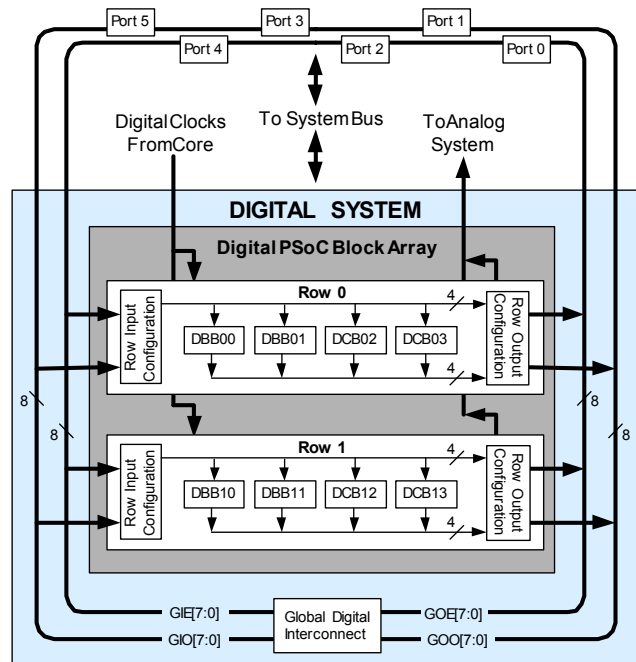 Port 5
Port 3
Port 1
Port 4
Port 2
Port 0
Digital Clocks
FromCore
To System Bus
ToAnalog
System
DIGITAL SYSTEM
Digital PSoC Block Array
Row 0
4
Row Input
Configuration
DBB00
DBB01
DCB02
DCB03
4
Row Output
Configuration
8
8
8
8
Row 1
4
Row Input
Configuration
DBB10
DBB11
DCB12
DCB13
4
Row Output
Configuration
GIE[7:0]
GIO[7:0]
Global Digital
Interconnect
GOE[7:0]
GOO[7:0]